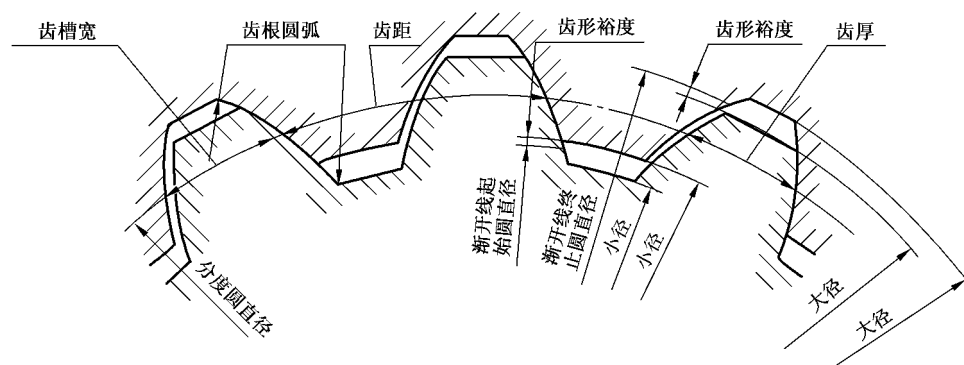 齿槽宽
齿根圆弧
齿距
齿形裕度
齿形裕度
齿厚
渐开线起
始圆直径
渐开线终
止圆直径
小径
小径
分度圆直径
大径
大径